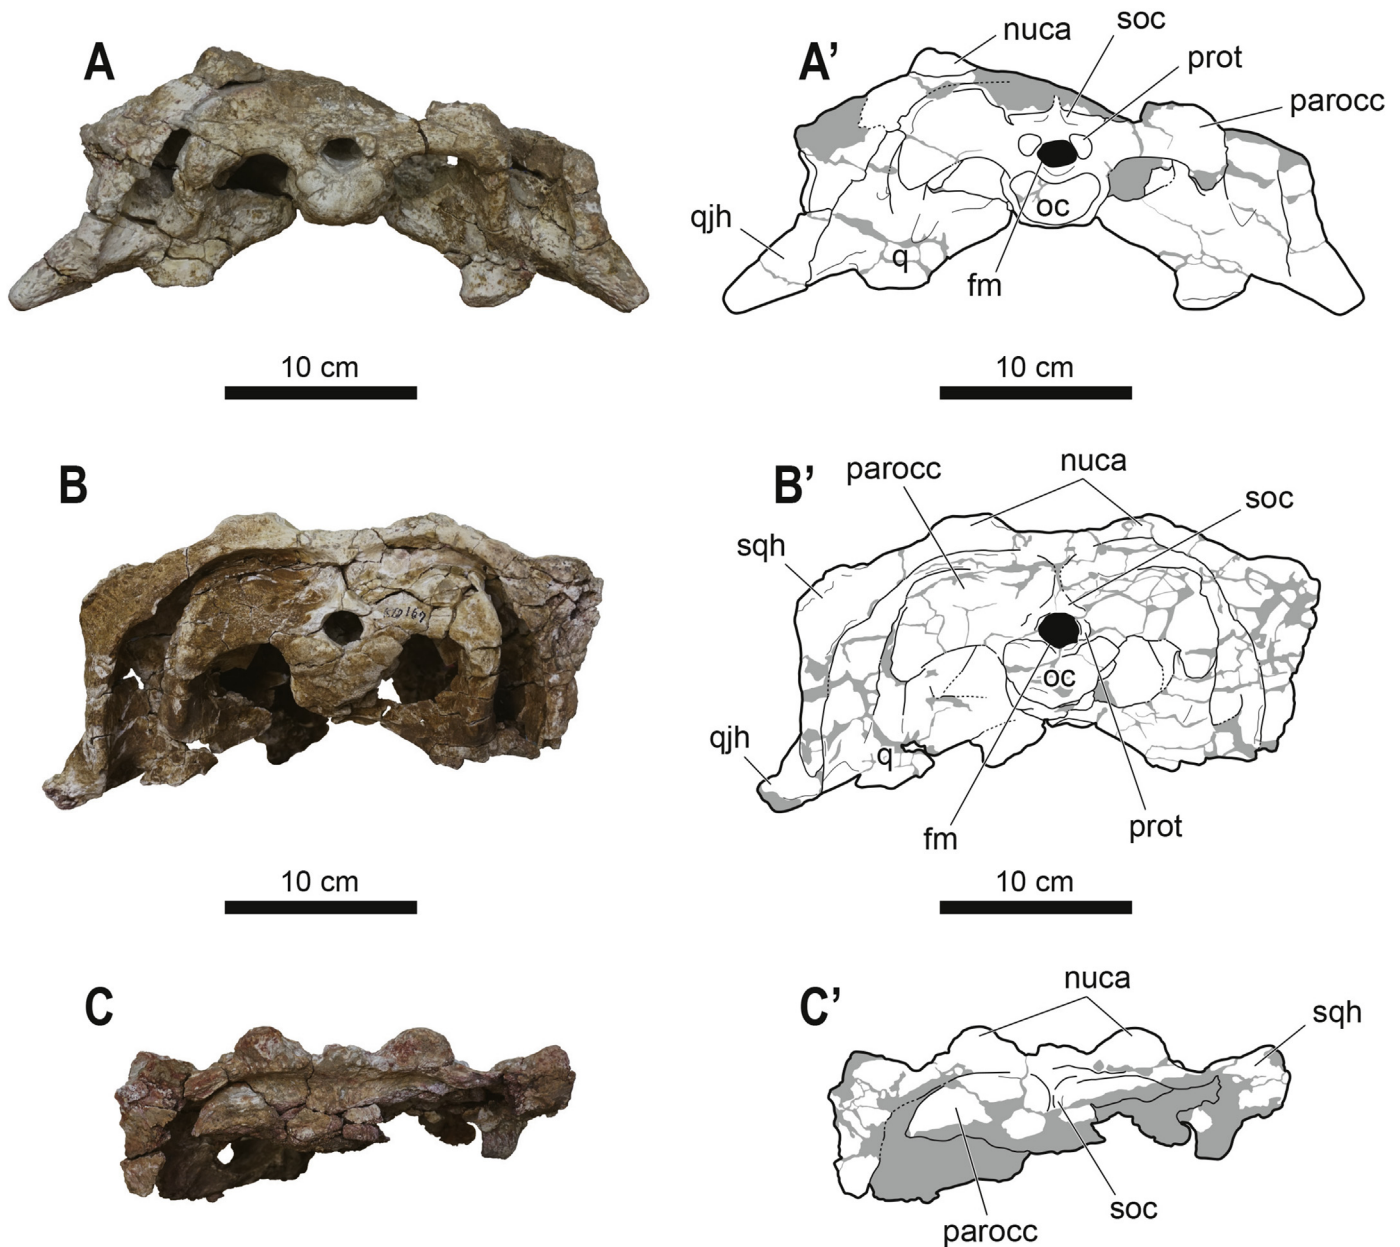 A
A’
nuca
soc
prot
parocc
qjh
oc
q
fm
10 cm
10 cm
B
B’
parocc
nuca
soc
sqh
oc
qjh
q
fm
prot
10 cm
10 cm
C
C’
nuca
sqh
soc
parocc